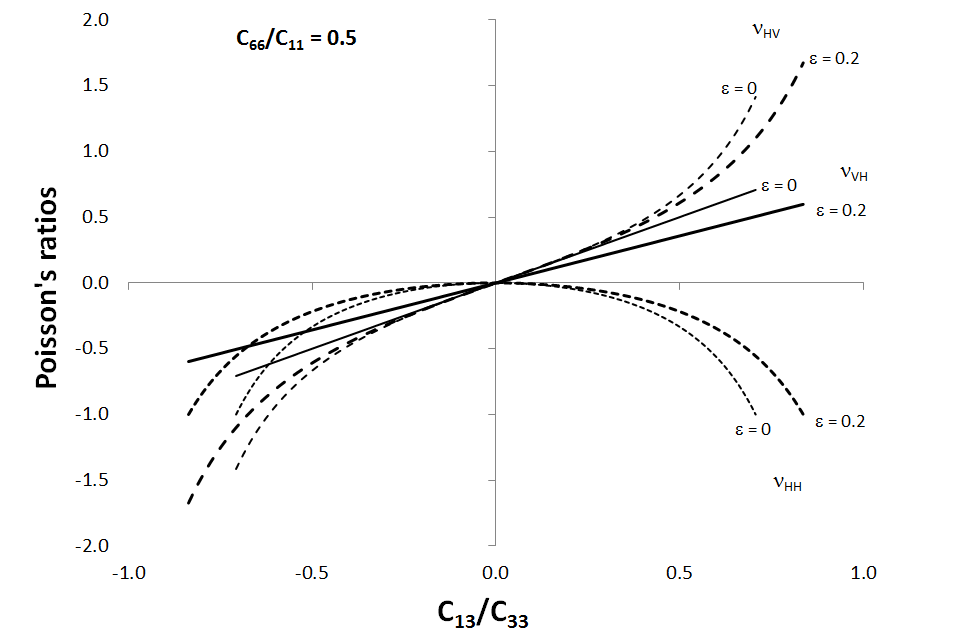 2.0
C66/C11 = 0.5
νHV
ε = 0.2
1.5
ε = 0
1.0
νVH
ε = 0
0.5
ε = 0.2
0.0
-0.5
-1.0
ε = 0.2
ε = 0
-1.5
νHH
-2.0
-1.0
-0.5
0.0
0.5
1.0
C13/C33
Poisson's ratios